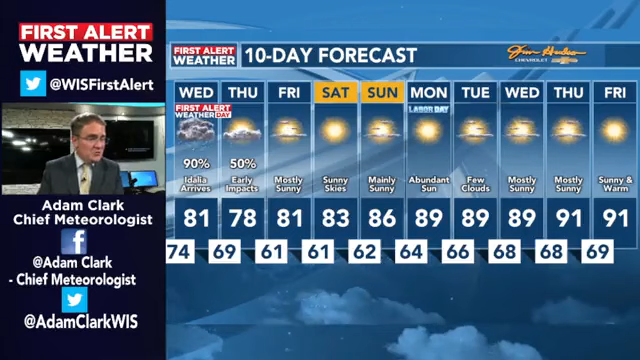 FIRST ALERT
WEATHER
@WISFirstAlert
Adam Clark
Chief Meteorologist
@Adam Clark
- Chief Meteorologist
@AdamClarkWIS
FIRST ALERT
WEATHER
10-DAY FORECAST
Jim Hudson
CHEVROLET
WED THU FRI SAT SUN MON TUE WED THU FRI
FIRST ALERT
WEATHER DAY
LABOR DAY
90% 50%
Idalia Early Mostly Sunny Mainly Abundant Few Mostly Mostly Sunny &
Arrives Impacts Sunny Skies Sunny Sun Clouds Sunny Sunny Warm
81 78 81 83 86 89 89 89 91 91
74 69 61 61 62 64 66 68 68 69